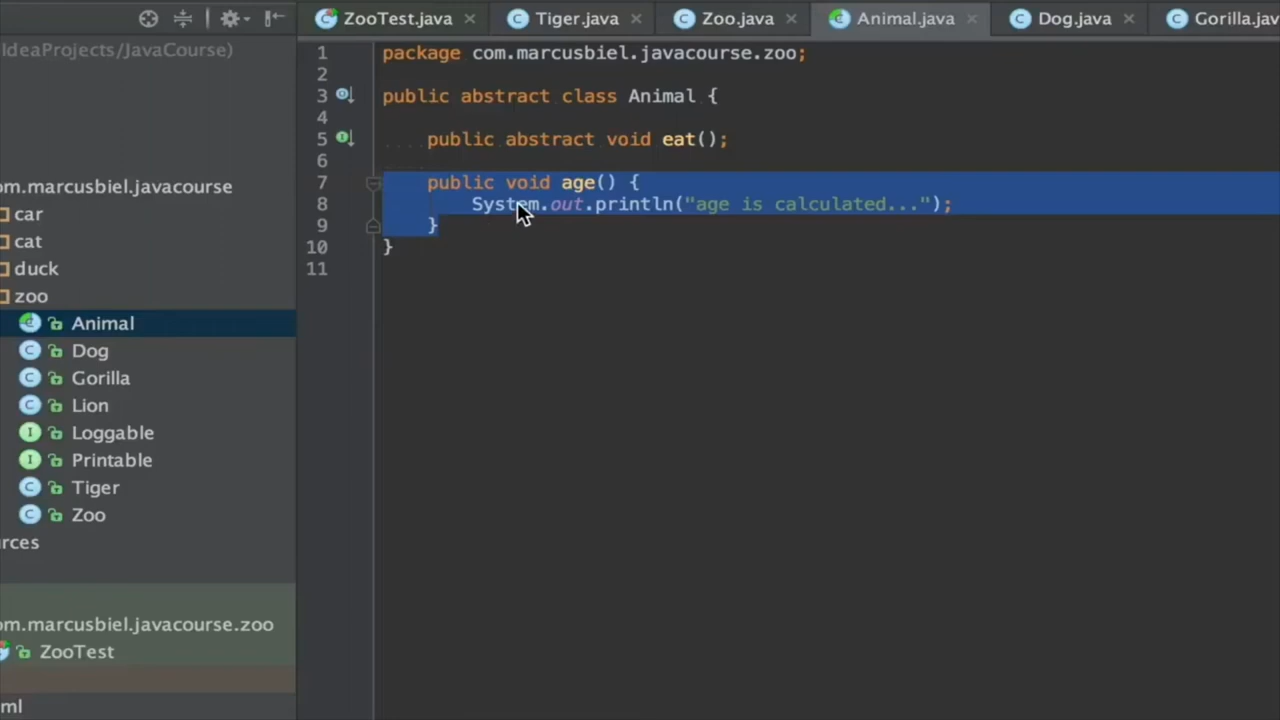 ZooTest.java
Tiger.java
Zoo.java
Animal.java
Dog.java
Gorilla.jav
IdeaProjects/JavaCourse)
om.marcusbiel.javacourse
car
cat
duck
zoo
Animal
Dog
Gorilla
Lion
Loggable
Printable
Tiger
Zoo
rces
om.marcusbiel.javacourse.zoo
ZooTest
ml
1 package com.marcusbiel.javacourse.zoo;
2
3 public abstract class Animal {
4
5 public abstract void eat();
6
7 public void age() {
8 System.out.println("age is calculated...");
9 }
10 }
11